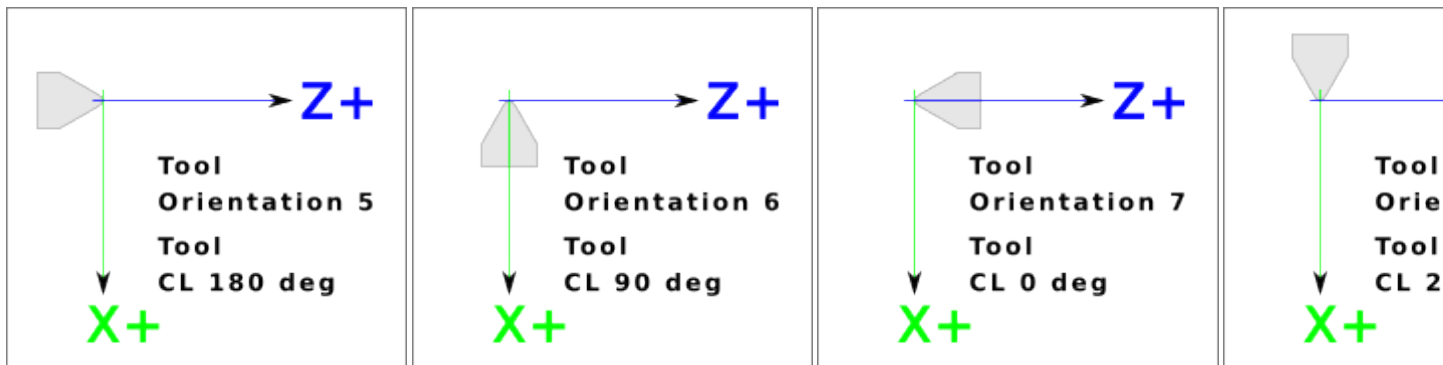 Z+
Tool
Orientation 5
Tool
CL 180 deg
X+
Z+
Tool
Orientation 6
Tool
CL 90 deg
X+
Z+
Tool
Orientation 7
Tool
CL 0 deg
X+
Tool
Tool
CL
X+